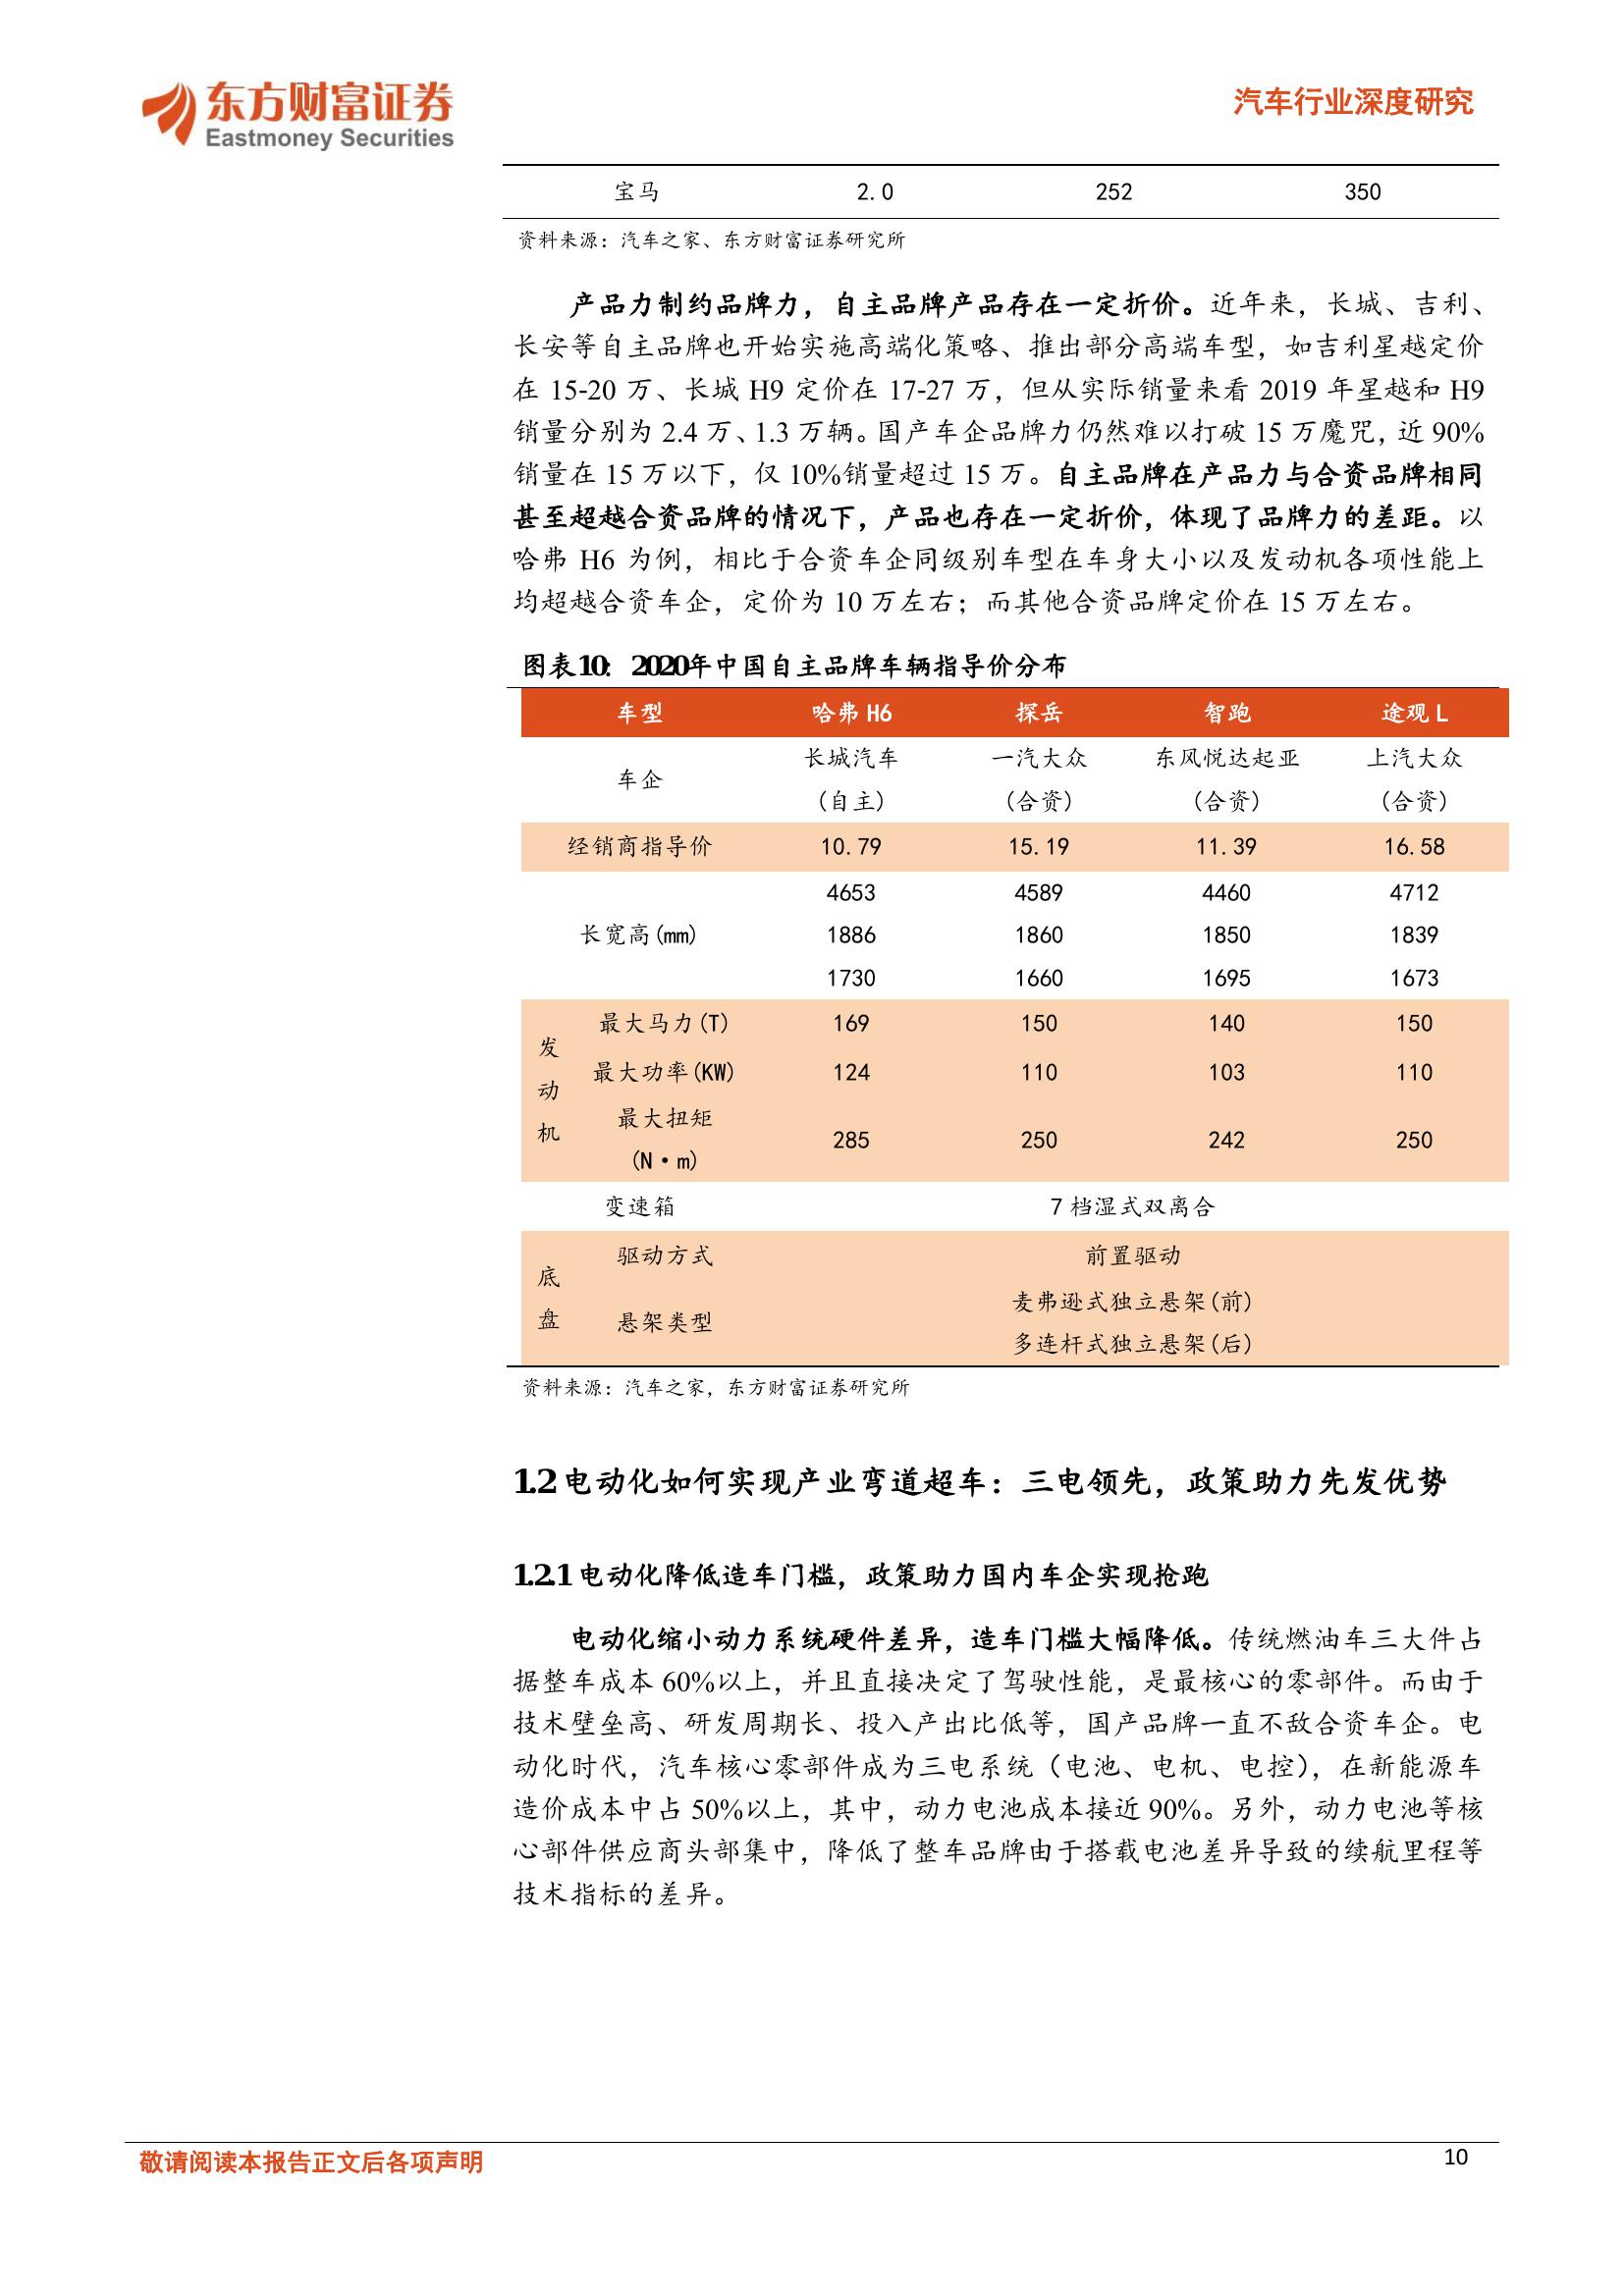 东方财富证券
Eastmoney Securities
汽车行业深度研究
宝马 2.0 252 350
资料来源：汽车之家、东方财富证券研究所
产品力制约品牌力，自主品牌产品存在一定折价。近年来，长城、吉利、
长安等自主品牌也开始实施高端化策略、推出部分高端车型，如吉利星越定价
在 15-20 万、长城 H9 定价在 17-27 万，但从实际销量来看 2019 年星越和 H9
销量分别为 2.4 万、1.3 万辆。国产车企品牌力仍然难以打破 15 万魔咒，近 90%
销量在 15 万以下，仅 10%销量超过 15 万。自主品牌在产品力与合资品牌相同
甚至超越合资品牌的情况下，产品也存在一定折价，体现了品牌力的差距。以
哈弗 H6 为例，相比于合资车企同级别车型在车身大小以及发动机各项性能上
均超越合资车企，定价为 10 万左右；而其他合资品牌定价在 15 万左右。
图表10：2020年中国自主品牌车辆指导价分布
车型 哈弗 H6 探岳 智跑 途观 L
车企 长城汽车 一汽大众 东风悦达起亚 上汽大众
(自主) (合资) (合资) (合资)
经销商指导价 10.79 15.19 11.39 16.58
4653 4589 4460 4712
长宽高(mm) 1886 1860 1850 1839
1730 1660 1695 1673
发动机
最大马力(T) 169 150 140 150
最大功率(KW) 124 110 103 110
最大扭矩
(N·m) 285 250 242 250
变速箱 7 档湿式双离合
底盘
驱动方式 前置驱动
悬架类型 麦弗逊式独立悬架(前)
多连杆式独立悬架(后)
资料来源：汽车之家，东方财富证券研究所
1.2 电动化如何实现产业弯道超车：三电领先，政策助力先发优势
1.2.1 电动化降低造车门槛，政策助力国内车企实现抢跑
电动化缩小动力系统硬件差异，造车门槛大幅降低。传统燃油车三大件占
据整车成本 60%以上，并且直接决定了驾驶性能，是最核心的零部件。而由于
技术壁垒高、研发周期长、投入产出比低等，国产品牌一直不敌合资车企。电
动化时代，汽车核心零部件成为三电系统（电池、电机、电控），在新能源车
造价成本中占 50%以上，其中，动力电池成本接近 90%。另外，动力电池等核
心部件供应商头部集中，降低了整车品牌由于搭载电池差异导致的续航里程等
技术指标的差异。
敬请阅读本报告正文后各项声明
10